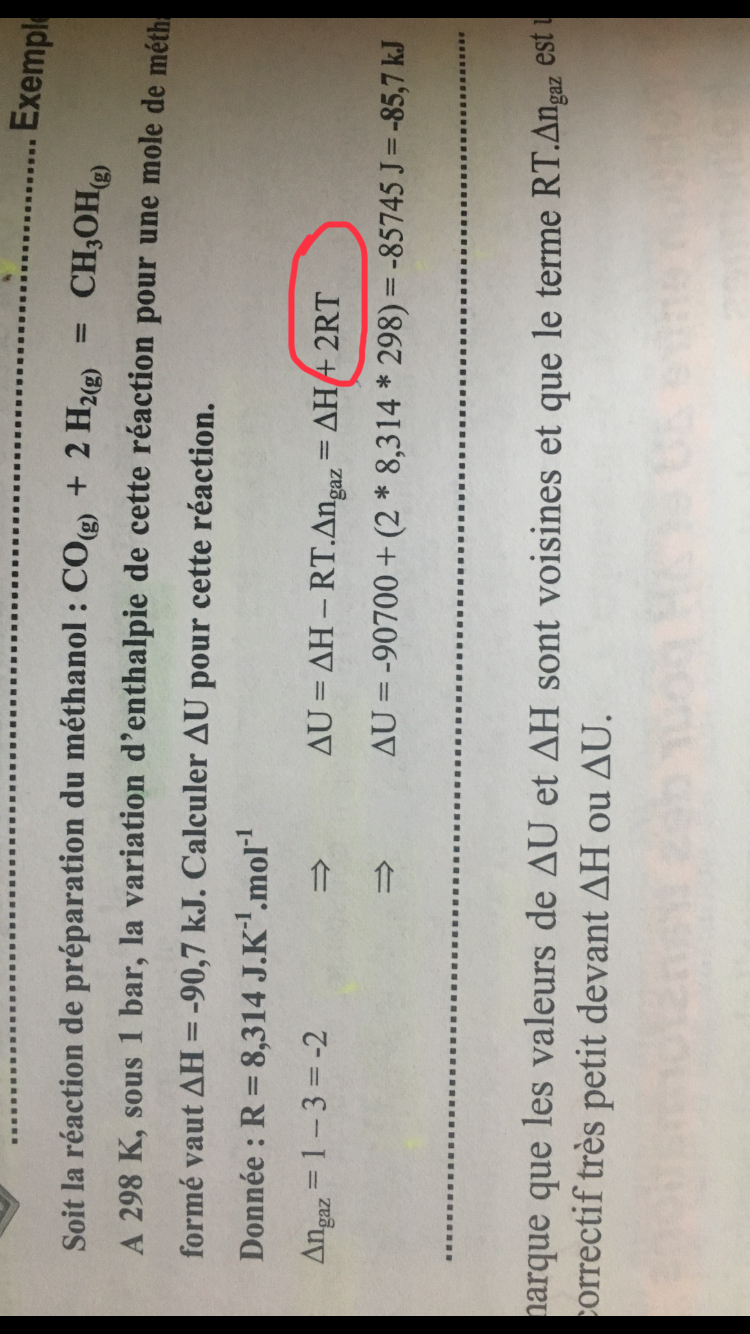 Exemple
Soit la réaction de préparation du méthanol : CO(g) + 2 H2(g) = CH3OH(g)
A 298 K, sous 1 bar, la variation d'enthalpie de cette réaction pour une mole de métha
formé vaut ΔH = -90,7 kJ. Calculer ΔU pour cette réaction.
Donnée : R = 8,314 J.K-1.mol-1
Δngaz = 1 – 3 = -2 ⇒ ΔU = ΔH – RT.Δngaz = ΔH + 2RT
⇒ ΔU = -90700 + (2 * 8,314 * 298) = -85745 J = -85,7 kJ
marque que les valeurs de ΔU et ΔH sont voisines et que le terme RT.Δngaz est u
correctif très petit devant ΔH ou ΔU.